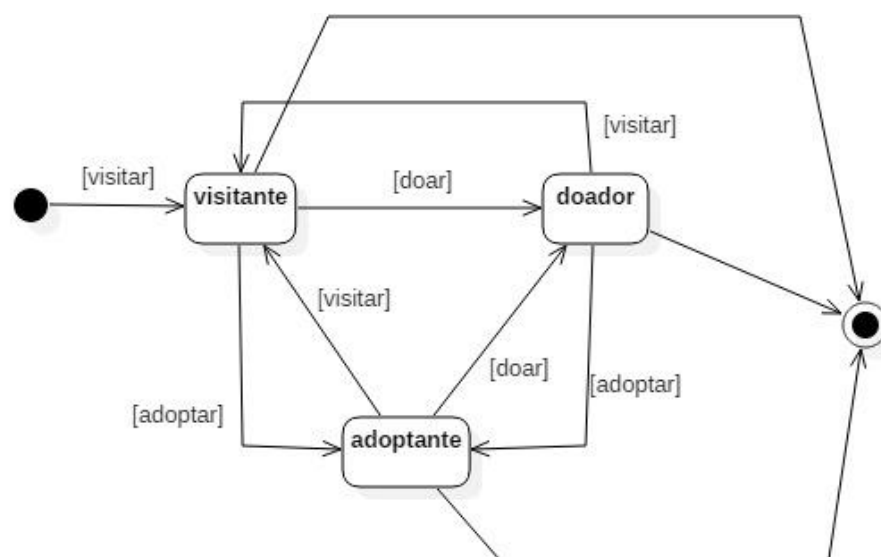 [visitar]
[visitar]
[doar]
visitante
doador
[visitar]
[doar]
[adoptar]
[adoptar]
adoptante